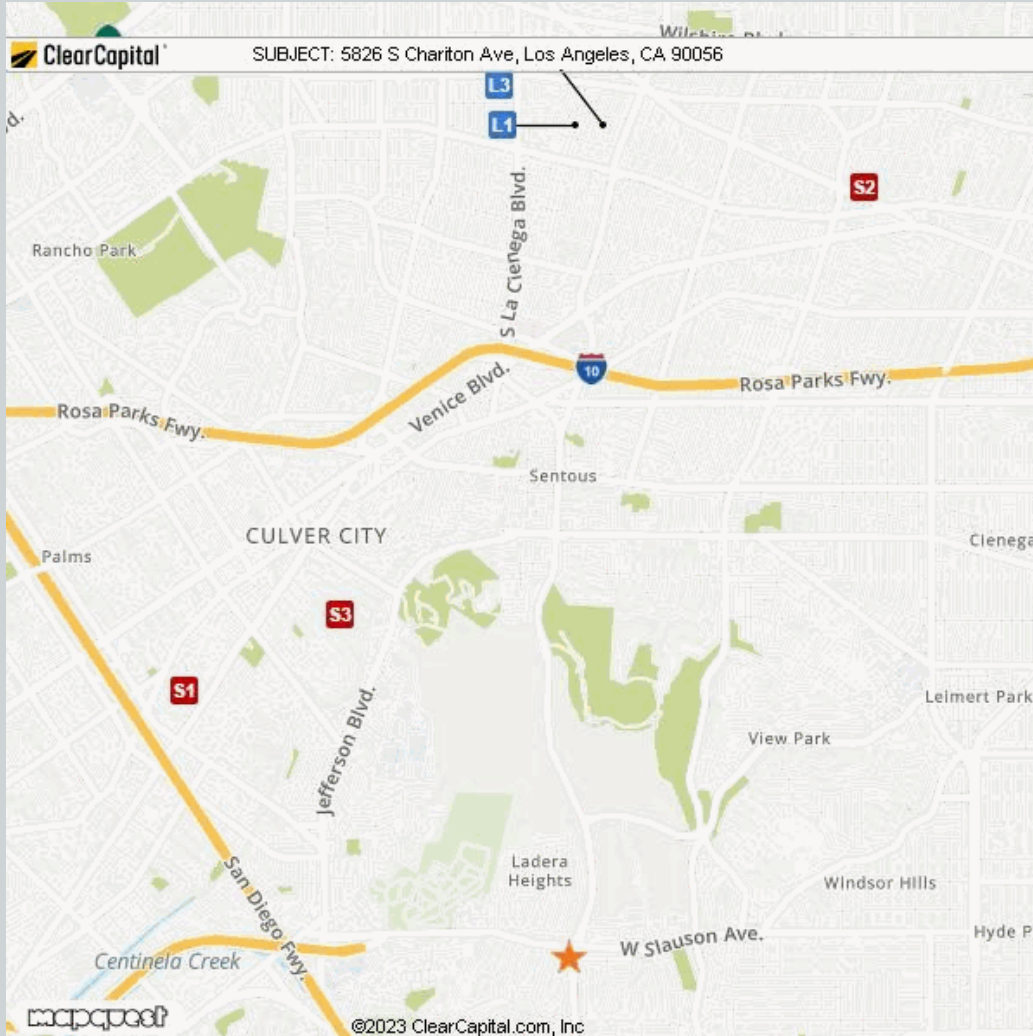 Wilshire Blvd.
ClearCapital
SUBJECT: 5826 S Chariton Ave, Los Angeles, CA 90056
L3
L1
S2
Rancho Park
S La Cienega Blvd.
10
Rosa Parks Fwy.
Venice Blvd.
Rosa Parks Fwy.
Sentous
CULVER CITY
Palms
S3
S1
Leimert Park
Jefferson Blvd.
View Park
Ladera
Heights
Windsor Hills
San Diego Fwy.
W Slauson Ave.
Centinela Creek
mapquest
©2023 ClearCapital.com, Inc